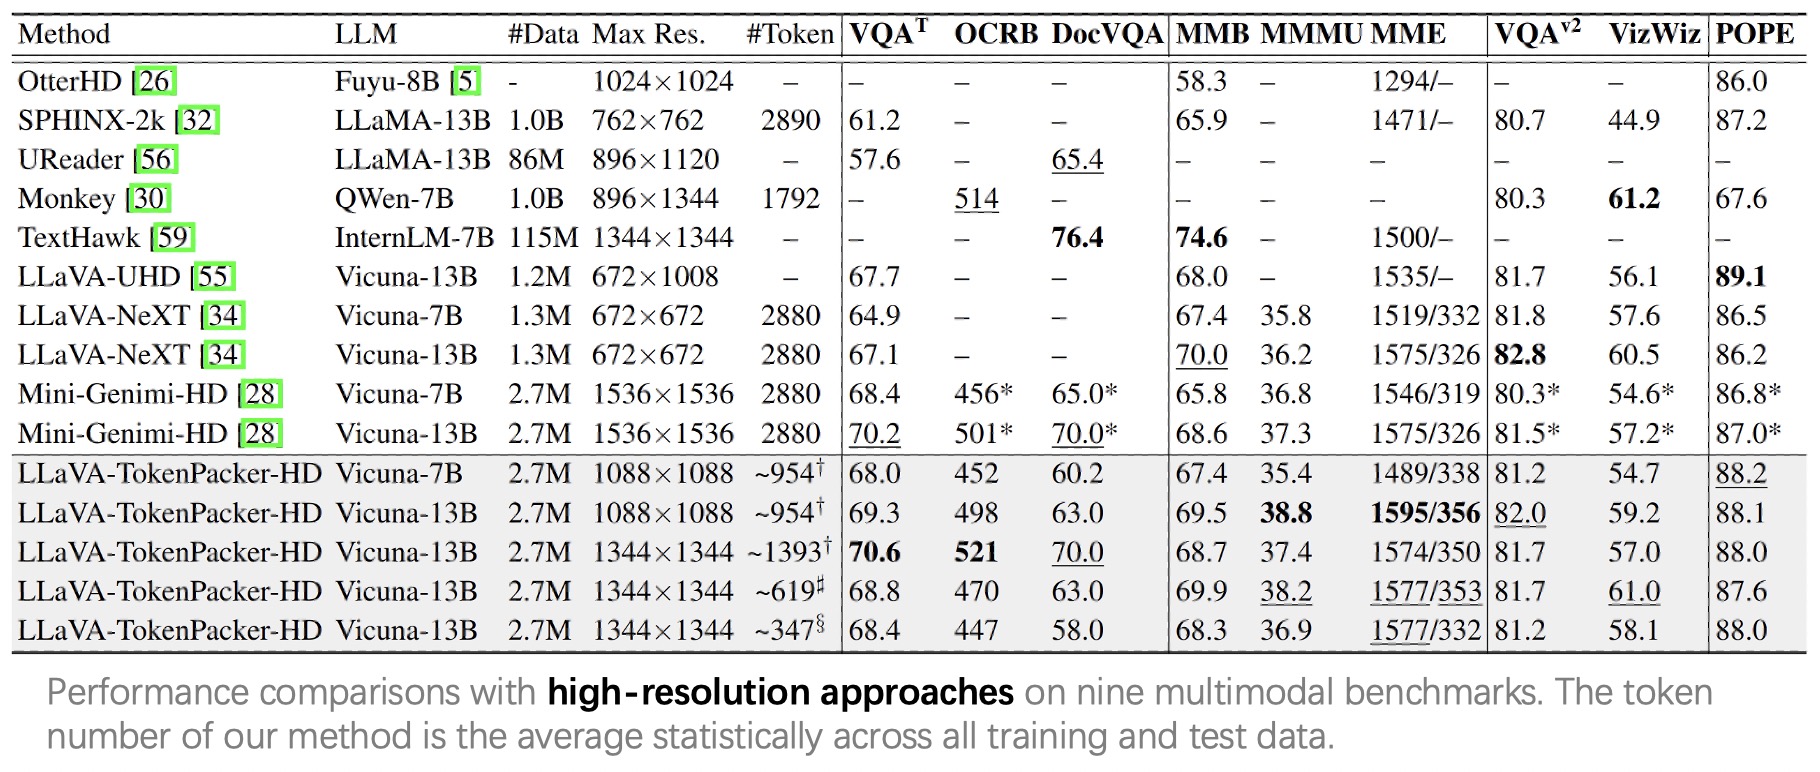 Method LLM #Data Max Res. #Token VQA^T OCRB DocVQA MMB MMMU MME VQA^v2 VizWiz POPE
OtterHD [26] Fuyu-8B [5] - 1024×1024 – – – – 58.3 – 1294/– – – 86.0
SPHINX-2k [32] LLaMA-13B 1.0B 762×762 2890 61.2 – – 65.9 – 1471/– 80.7 44.9 87.2
UReader [56] LLaMA-13B 86M 896×1120 – 57.6 – 65.4 – – – – – –
Monkey [30] QWen-7B 1.0B 896×1344 1792 – 514 – – – – 80.3 61.2 67.6
TextHawk [59] InternLM-7B 115M 1344×1344 – – – 76.4 74.6 – 1500/– – – –
LLaVA-UHD [55] Vicuna-13B 1.2M 672×1008 – 67.7 – – 68.0 – 1535/– 81.7 56.1 89.1
LLaVA-NeXT [34] Vicuna-7B 1.3M 672×672 2880 64.9 – – 67.4 35.8 1519/332 81.8 57.6 86.5
LLaVA-NeXT [34] Vicuna-13B 1.3M 672×672 2880 67.1 – – 70.0 36.2 1575/326 82.8 60.5 86.2
Mini-Genimi-HD [28] Vicuna-7B 2.7M 1536×1536 2880 68.4 456* 65.0* 65.8 36.8 1546/319 80.3* 54.6* 86.8*
Mini-Genimi-HD [28] Vicuna-13B 2.7M 1536×1536 2880 70.2 501* 70.0* 68.6 37.3 1575/326 81.5* 57.2* 87.0*
LLaVA-TokenPacker-HD Vicuna-7B 2.7M 1088×1088 ~954† 68.0 452 60.2 67.4 35.4 1489/338 81.2 54.7 88.2
LLaVA-TokenPacker-HD Vicuna-13B 2.7M 1088×1088 ~954† 69.3 498 63.0 69.5 38.8 1595/356 82.0 59.2 88.1
LLaVA-TokenPacker-HD Vicuna-13B 2.7M 1344×1344 ~1393† 70.6 521 70.0 68.7 37.4 1574/350 81.7 57.0 88.0
LLaVA-TokenPacker-HD Vicuna-13B 2.7M 1344×1344 ~619♯ 68.8 470 63.0 69.9 38.2 1577/353 81.7 61.0 87.6
LLaVA-TokenPacker-HD Vicuna-13B 2.7M 1344×1344 ~347§ 68.4 447 58.0 68.3 36.9 1577/332 81.2 58.1 88.0
Performance comparisons with high-resolution approaches on nine multimodal benchmarks. The token
number of our method is the average statistically across all training and test data.